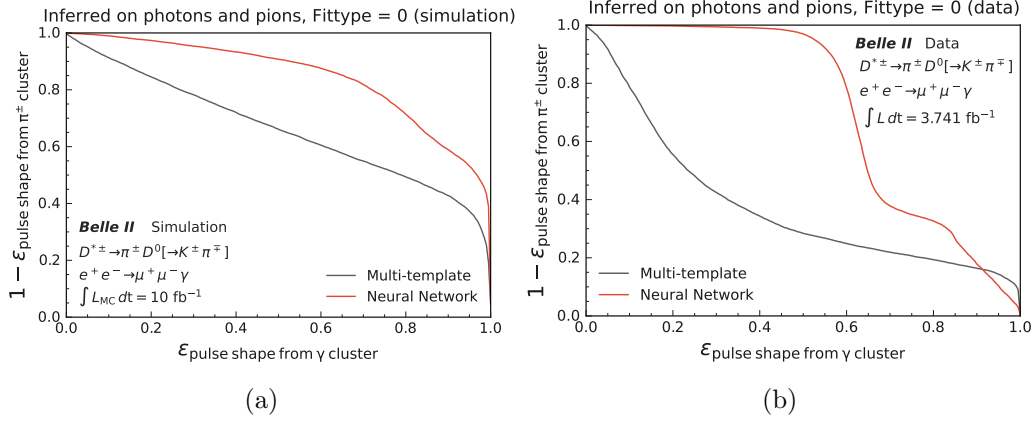 Inferred on photons and pions, Fittype = 0 (simulation)
1 − ε_pulse shape from π± cluster
1.0
0.8
0.6
0.4
0.2
0.0
Belle II Simulation
D*±→π±D⁰[→K±π∓]
e⁺e⁻→μ⁺μ⁻γ
∫ L_MC dt = 10 fb⁻¹
Multi-template
Neural Network
0.0 0.2 0.4 0.6 0.8 1.0
ε_pulse shape from γ cluster
(a)
Inferred on photons and pions, Fittype = 0 (data)
1 − ε_pulse shape from π± cluster
1.0
0.8
0.6
0.4
0.2
0.0
Belle II Data
D*±→π±D⁰[→K±π∓]
e⁺e⁻→μ⁺μ⁻γ
∫ L dt = 3.741 fb⁻¹
Multi-template
Neural Network
0.0 0.2 0.4 0.6 0.8 1.0
ε_pulse shape from γ cluster
(b)